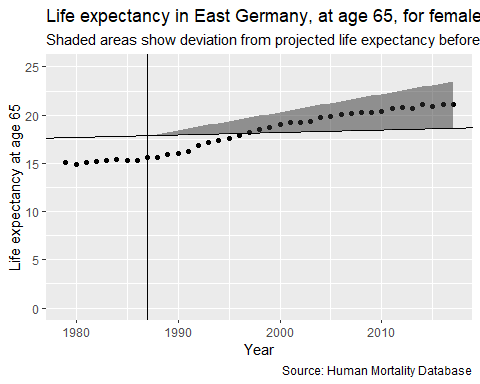 Life expectancy in East Germany, at age 65, for female
Shaded areas show deviation from projected life expectancy before
Life expectancy at age 65
25
20
15
10
5
0
1980
1990
2000
2010
Year
Source: Human Mortality Database